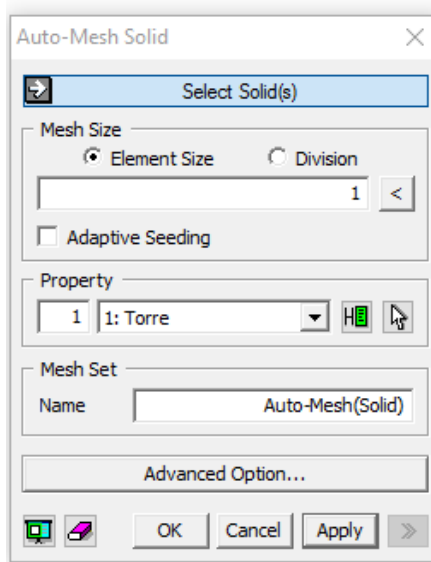 Auto-Mesh Solid
Select Solid(s)
Mesh Size
Element Size Division
1 <
Adaptive Seeding
Property
1 1: Torre
Mesh Set
Name Auto-Mesh(Solid)
Advanced Option...
OK Cancel Apply